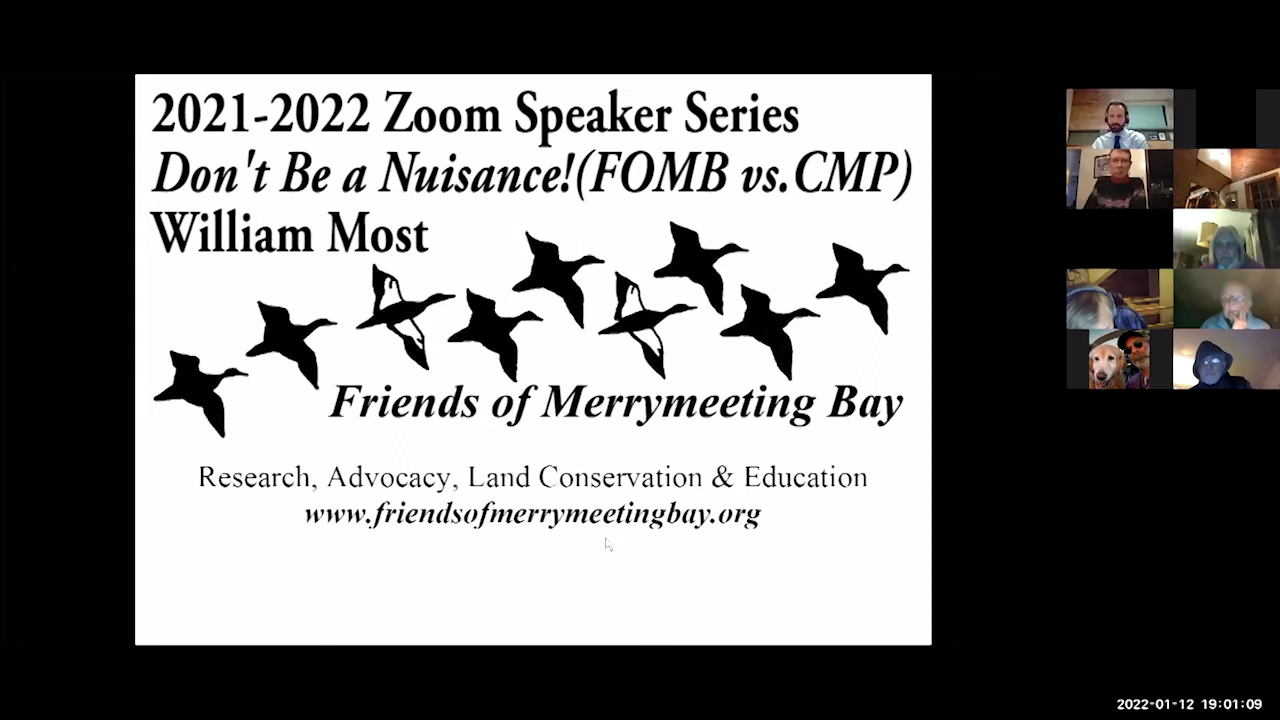 2021-2022 Zoom Speaker Series
Don't Be a Nuisance!(FOMB vs.CMP)
William Most
Friends of Merrymeeting Bay
Research, Advocacy, Land Conservation & Education
www.friendsofmerrymeetingbay.org
2022-01-12 19:01:09